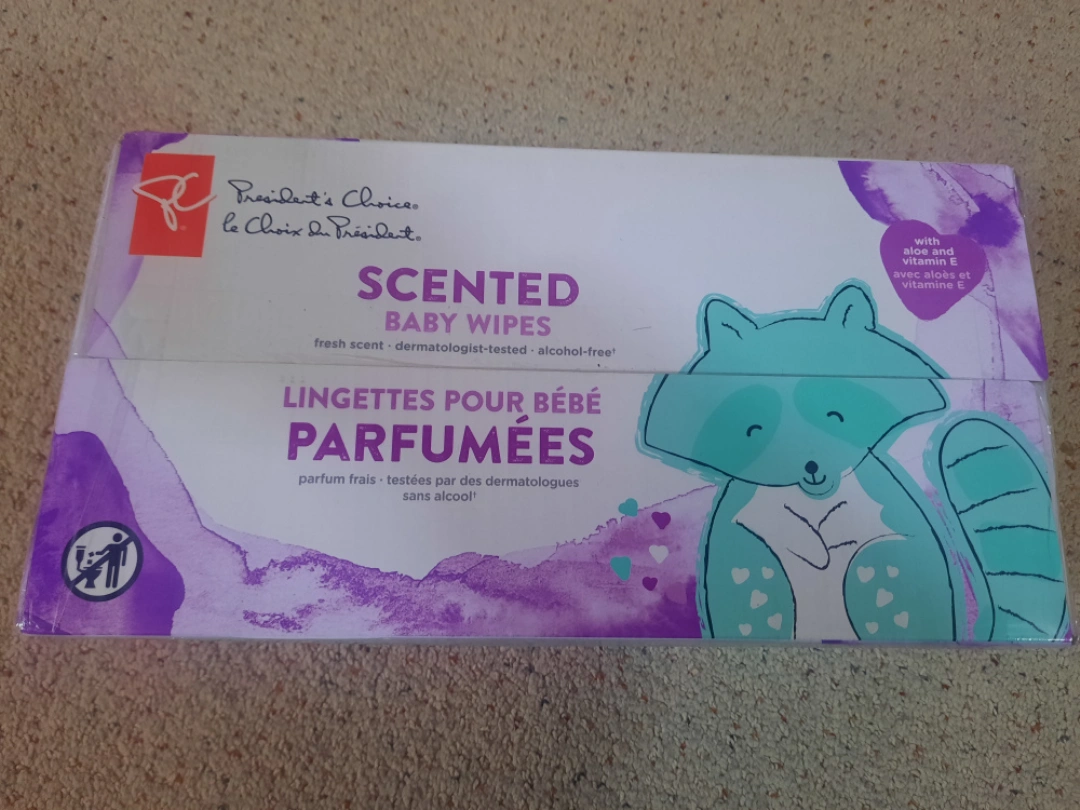 PC
President's Choice®
le Choix du Président®
SCENTED
BABY WIPES
fresh scent · dermatologist-tested · alcohol-free†
LINGETTES POUR BÉBÉ
PARFUMÉES
parfum frais · testées par des dermatologues
sans alcool†
with
aloe and
vitamin E
avec aloès et
vitamine E